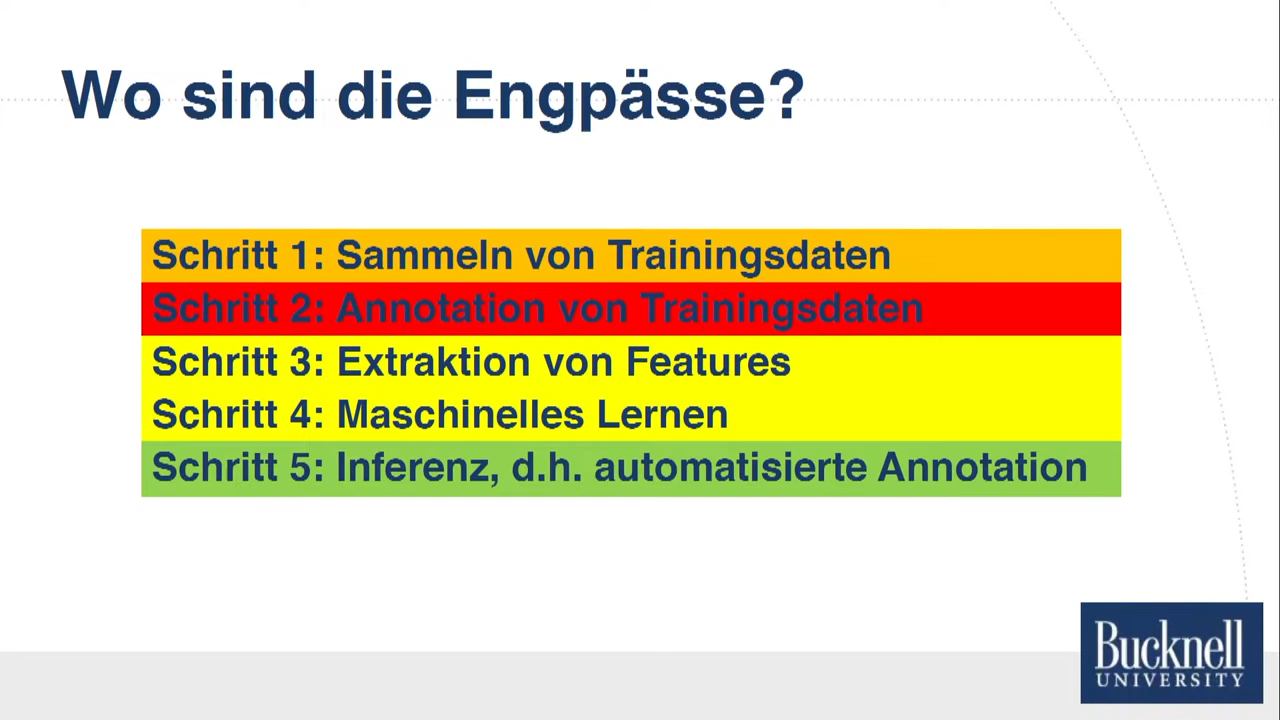 Wo sind die Engpässe?
Schritt 1: Sammeln von Trainingsdaten
Schritt 2: Annotation von Trainingsdaten
Schritt 3: Extraktion von Features
Schritt 4: Maschinelles Lernen
Schritt 5: Inferenz, d.h. automatisierte Annotation
Bucknell
UNIVERSITY